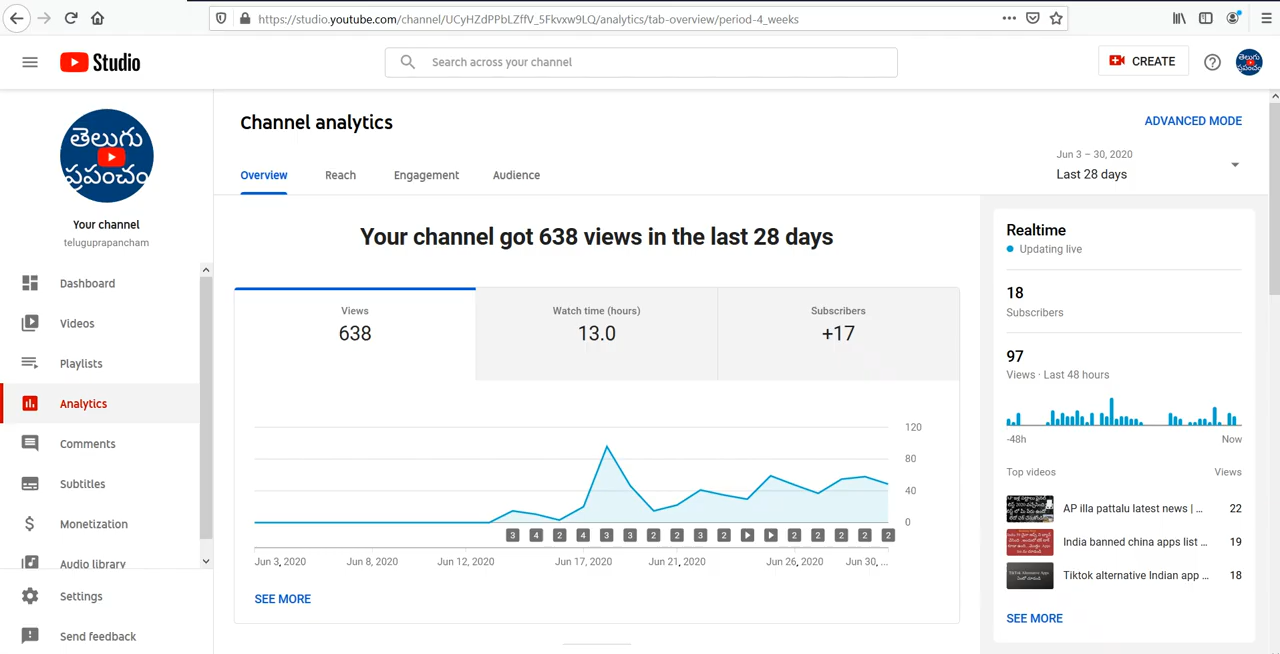 https://studio.youtube.com/channel/UCyHZdPPbLZffV_5Fkvxw9LQ/analytics/tab-overview/period-4_weeks
Studio
Search across your channel
CREATE
తెలుగు
ప్రపంచం
తెలుగు
ప్రపంచం
Your channel
teluguprapancham
Dashboard
Videos
Playlists
Analytics
Comments
Subtitles
Monetization
Audio library
Settings
Send feedback
Channel analytics
ADVANCED MODE
Overview
Reach
Engagement
Audience
Jun 3 – 30, 2020
Last 28 days
Your channel got 638 views in the last 28 days
Views
638
Watch time (hours)
13.0
Subscribers
+17
120
80
40
0
3 4 2 4 3 3 2 2 3 2 2 2 2 2 2
Jun 3, 2020 Jun 8, 2020 Jun 12, 2020 Jun 17, 2020 Jun 21, 2020 Jun 26, 2020 Jun 30, ...
SEE MORE
Realtime
Updating live
18
Subscribers
97
Views · Last 48 hours
-48h Now
Top videos Views
AP illa pattalu latest news | ... 22
India banned china apps list ... 19
Tiktok alternative Indian app ... 18
SEE MORE